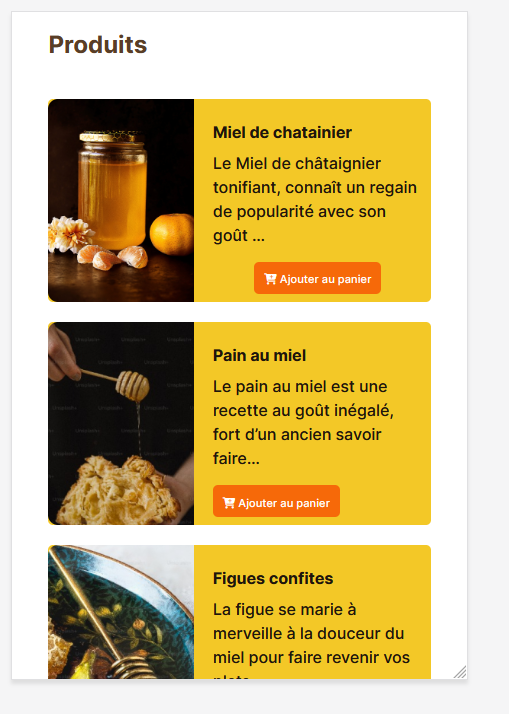 Produits
Miel de chatainier
Le Miel de châtaignier
tonifiant, connaît un regain
de popularité avec son
goût ...
Ajouter au panier
Pain au miel
Le pain au miel est une
recette au goût inégalé,
fort d’un ancien savoir
faire...
Ajouter au panier
Figues confites
La figue se marie à
merveille à la douceur du
miel pour faire revenir vos